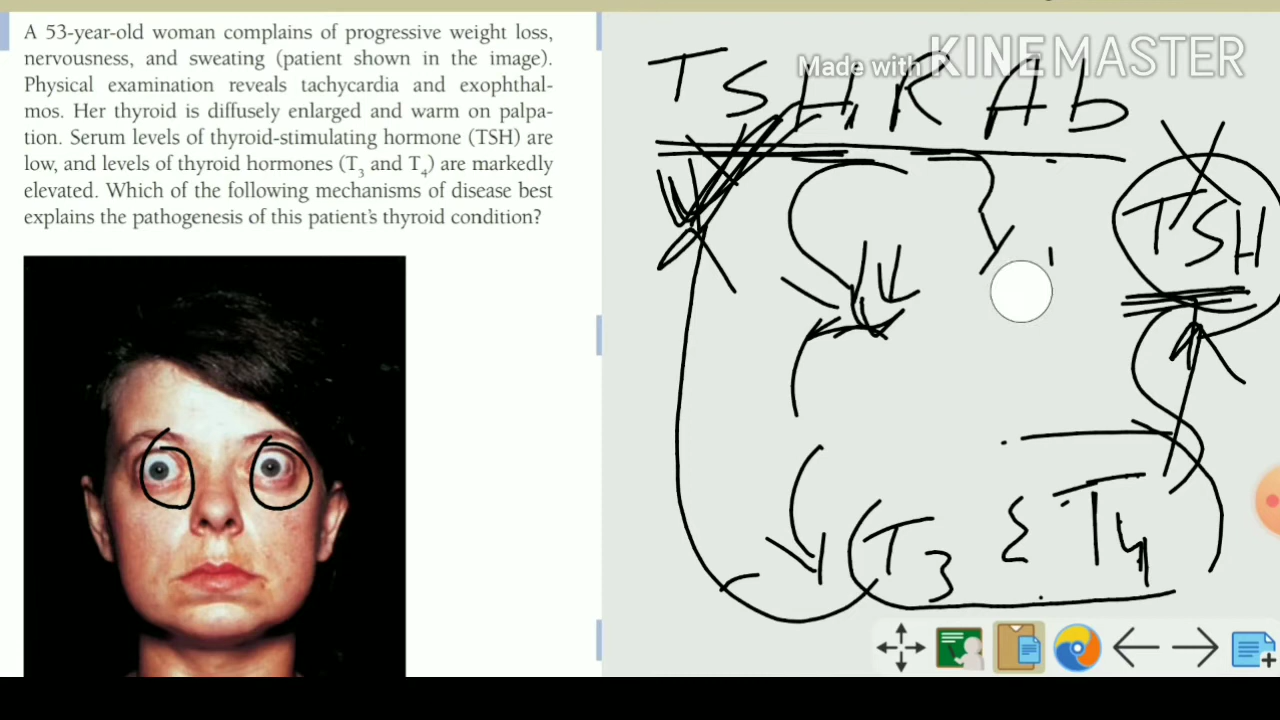 A 53-year-old woman complains of progressive weight loss,
nervousness, and sweating (patient shown in the image).
Physical examination reveals tachycardia and exophthal-
mos. Her thyroid is diffusely enlarged and warm on palpa-
tion. Serum levels of thyroid-stimulating hormone (TSH) are
low, and levels of thyroid hormones (T3 and T4) are markedly
elevated. Which of the following mechanisms of disease best
explains the pathogenesis of this patient's thyroid condition?
Made with KINEMASTER
TSHR Ab
TSH
T3 & T4